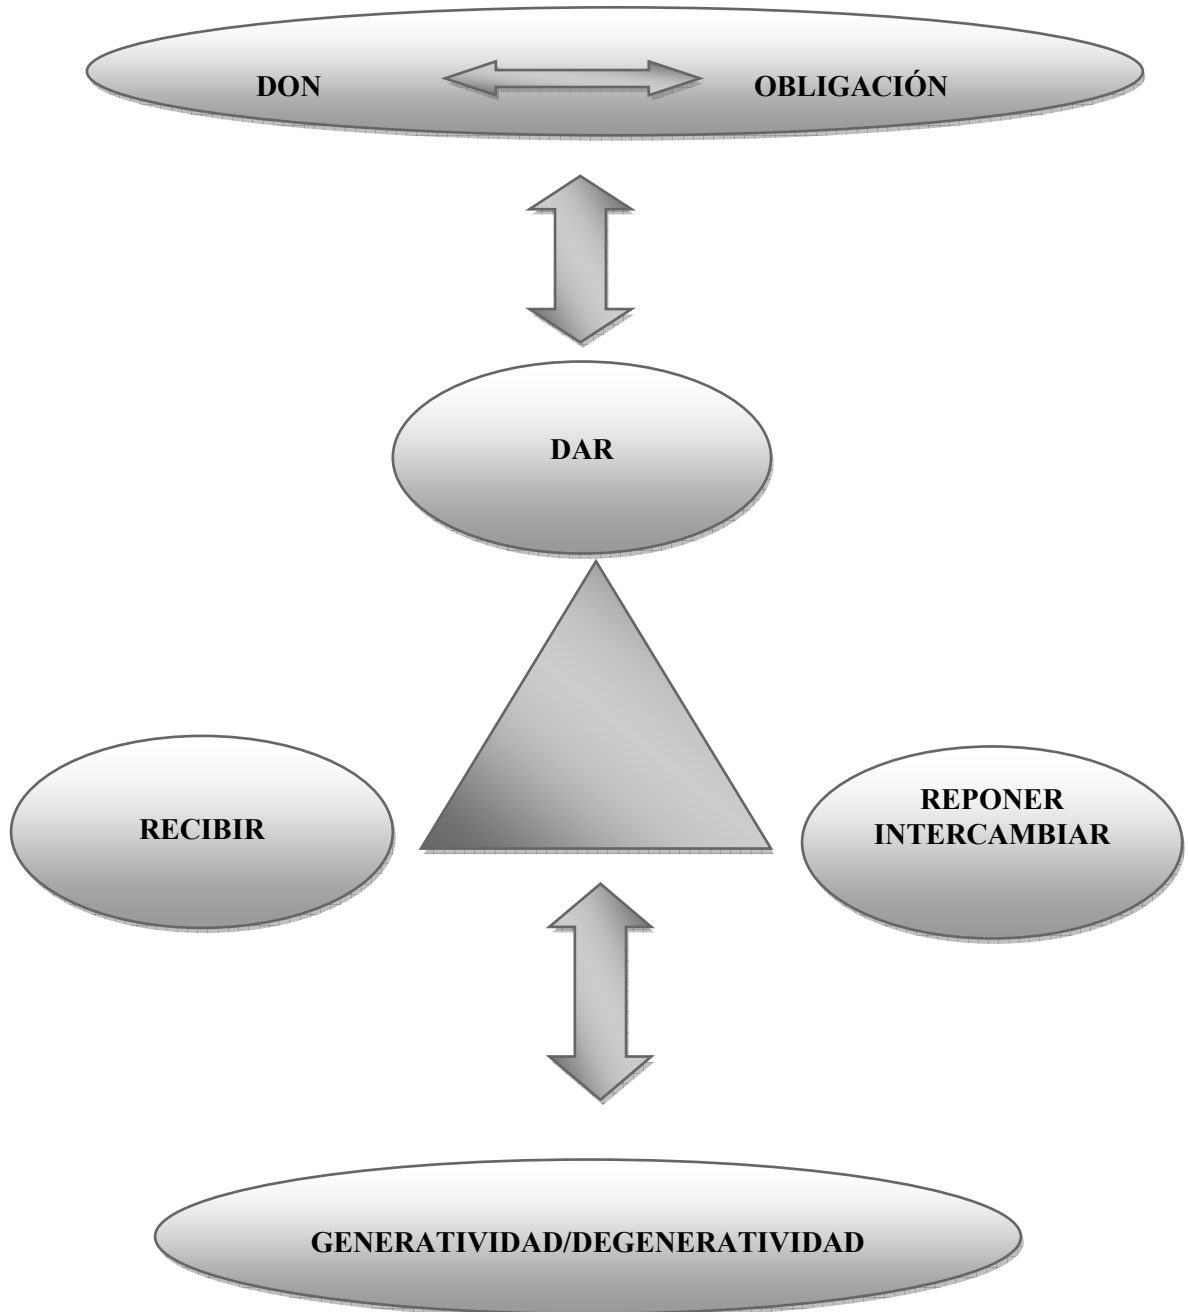 DON OBLIGACIÓN
DAR
RECIBIR
REPONER
INTERCAMBIAR
GENERATIVIDAD/DEGENERATIVIDAD